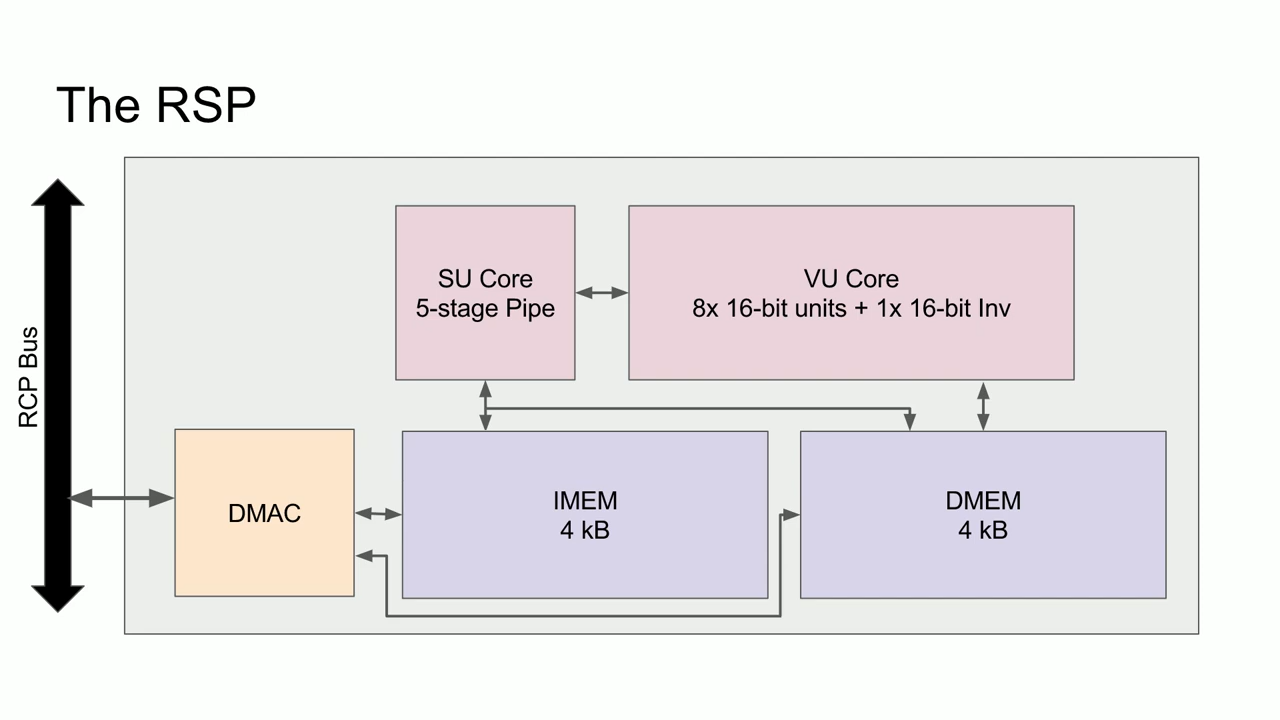 The RSP
RCP Bus
SU Core
5-stage Pipe
VU Core
8x 16-bit units + 1x 16-bit Inv
DMAC
IMEM
4 kB
DMEM
4 kB